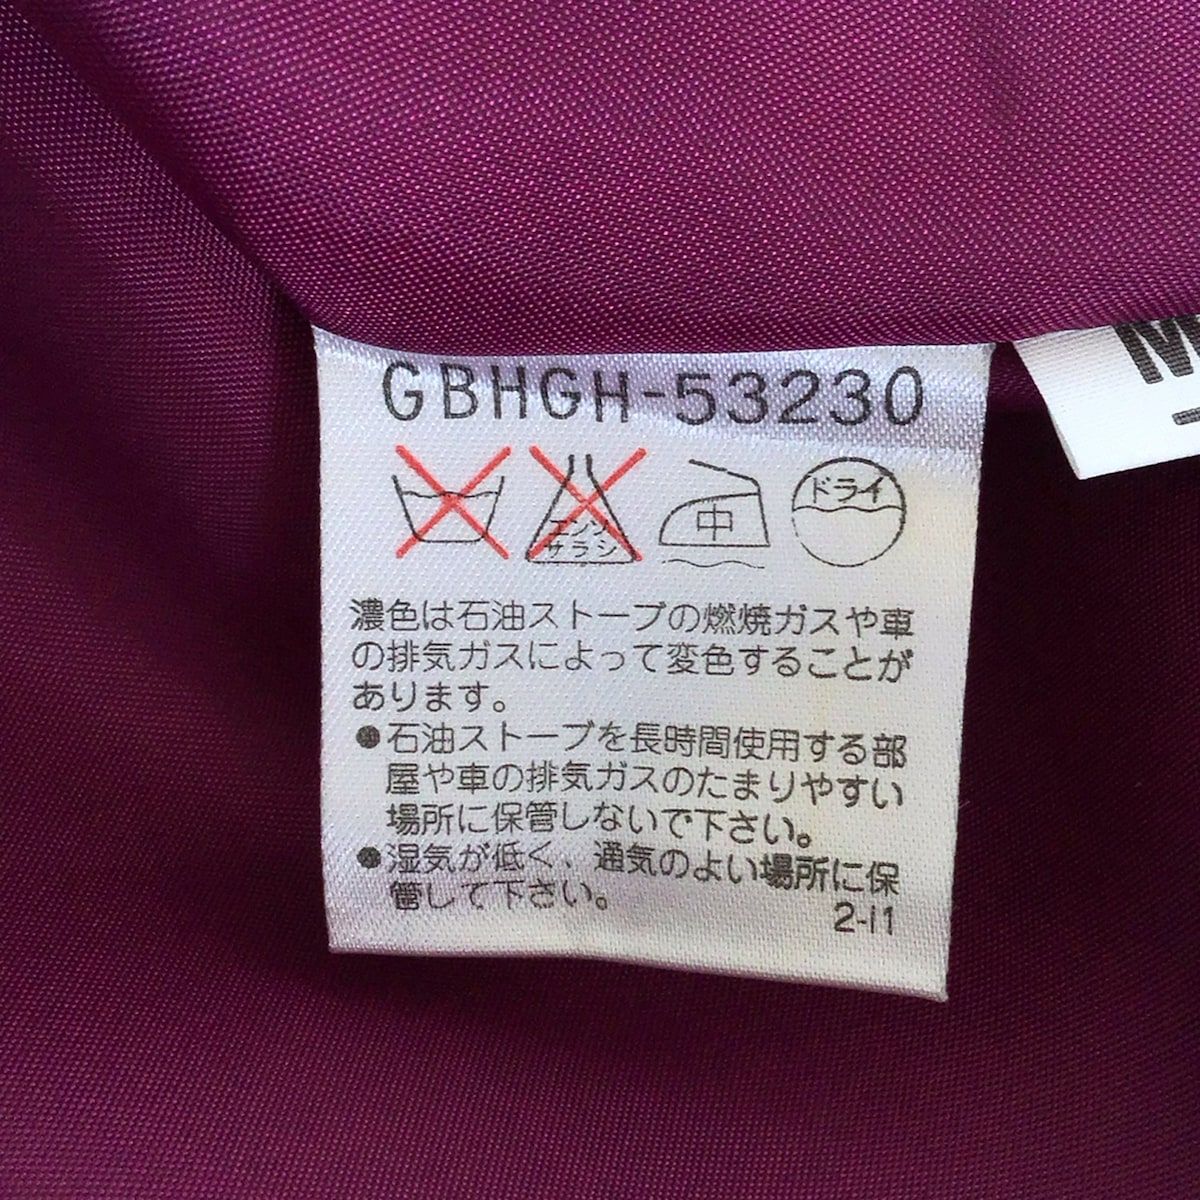 GBHGH-53230
エンソ
サラシ
中
ドライ
濃色は石油ストーブの燃焼ガスや車
の排気ガスによって変色することが
あります。
●石油ストーブを長時間使用する部
屋や車の排気ガスのたまりやすい
場所に保管しないで下さい。
●湿気が低く、通気のよい場所に保
管して下さい。
2-11
M